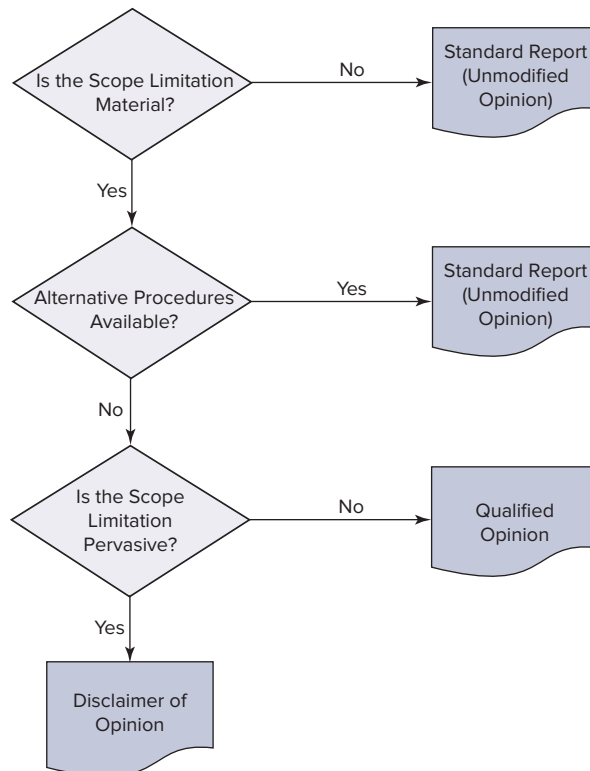 Is the Scope Limitation
Material?
No
Standard Report
(Unmodified
Opinion)
Yes
Alternative Procedures
Available?
Yes
Standard Report
(Unmodified
Opinion)
No
Is the Scope
Limitation
Pervasive?
No
Qualified
Opinion
Yes
Disclaimer of
Opinion